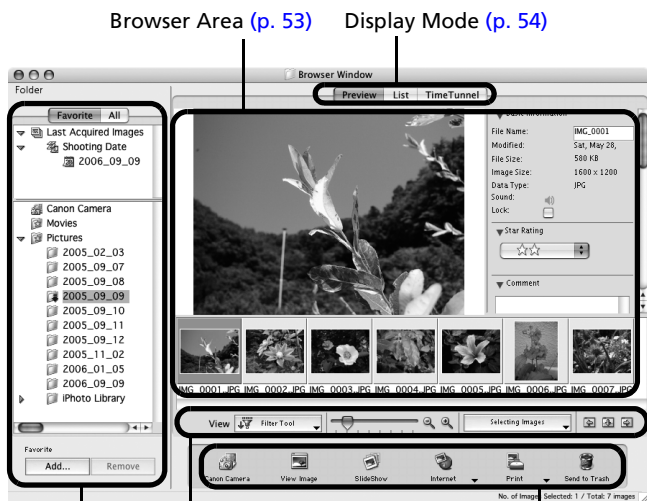 Browser Area (p. 53) Display Mode (p. 54)
Browser Window
Folder
Preview List TimeTunnel
Favorite All
Last Acquired Images
Shooting Date
2006_09_09
Canon Camera
Movies
Pictures
2005_02_03
2005_09_07
2005_09_08
2005_09_09
2005_09_10
2005_09_11
2005_09_12
2005_11_02
2006_01_05
2006_09_09
iPhoto Library
Favorite
Add... Remove
Basic Information
File Name: IMG_0001
Modified: Sat, May 28,
File Size: 580 KB
Image Size: 1600 x 1200
Data Type: JPG
Sound:
Lock:
Star Rating
Comment
IMG_0001.JPG IMG_0002.JPG IMG_0003.JPG IMG_0004.JPG IMG_0005.JPG IMG_0006.JPG IMG_0007.JPG
View Filter Tool Selecting Images
Canon Camera View Image SlideShow Internet Print Send to Trash
No. of Images Selected: 1 / Total: 7 images